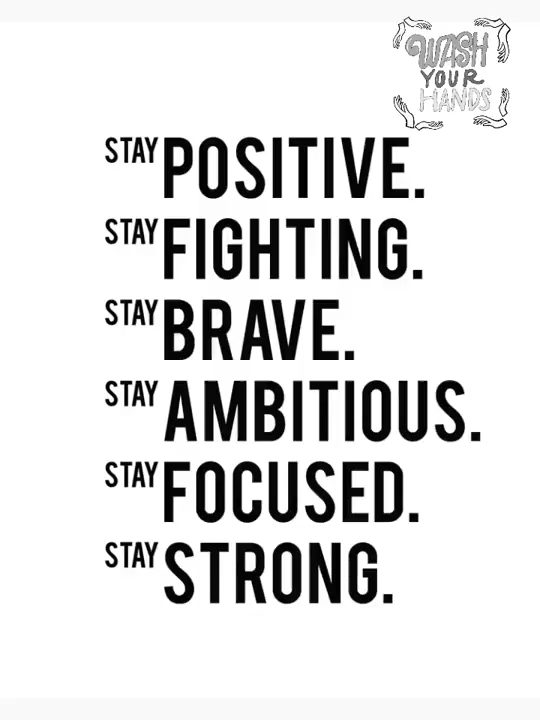 WASH
YOUR
HANDS
STAY POSITIVE.
STAY FIGHTING.
STAY BRAVE.
STAY AMBITIOUS.
STAY FOCUSED.
STAY STRONG.